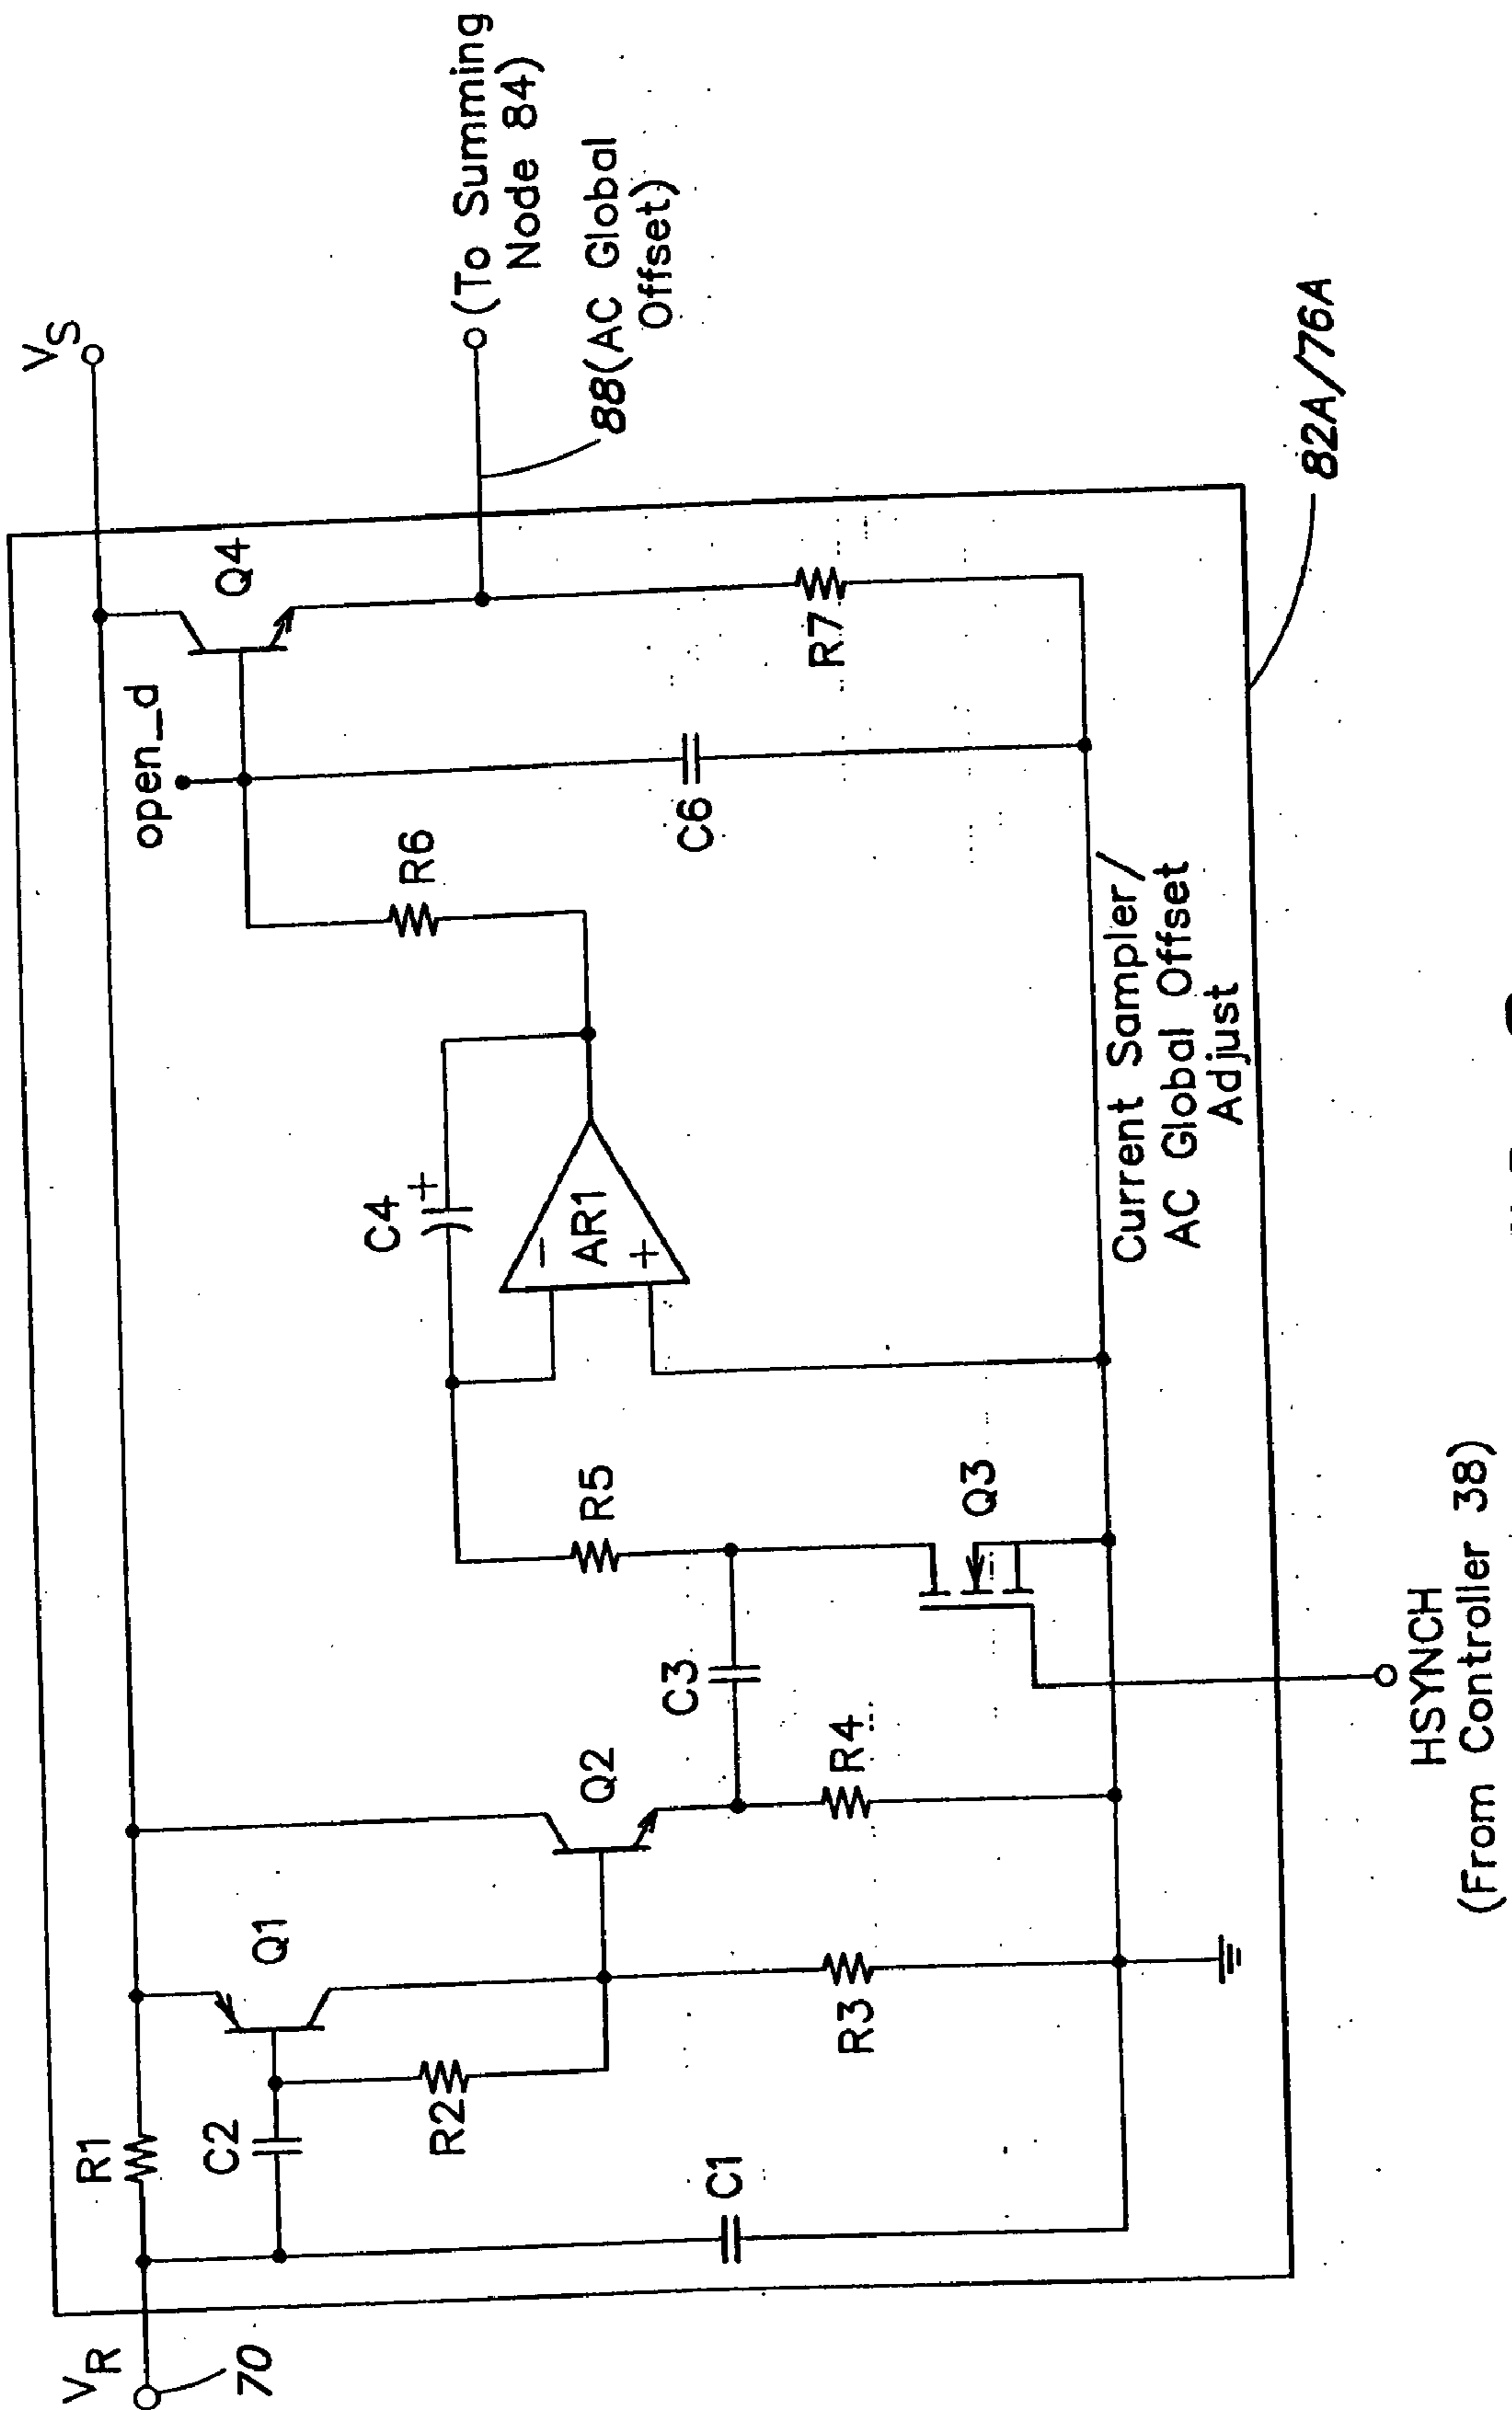 V_R
70
R1
C2
R2
C1
Q1
R3
Q2
R4
C3
R5
Q3
C4
+
−
AR1
+
R6
open_d
C6
Q4
R7
V_S
(To Summing
Node 84)
88
(AC Global
Offset)
82A/76A
Current Sampler/
AC Global Offset
Adjust
HSYNCH
(From Controller 38)